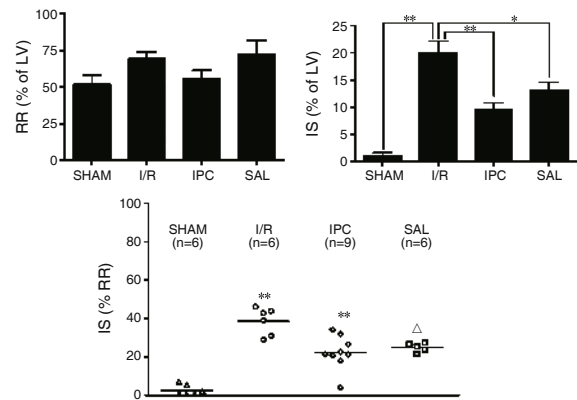 RR (% of LV)
100
75
50
25
0
SHAM I/R IPC SAL
IS (% of LV)
25
20
15
10
5
0
** ** *
SHAM I/R IPC SAL
IS (% RR)
100
80
60
40
20
0
SHAM I/R IPC SAL
(n=6) (n=6) (n=9) (n=6)
** ** △